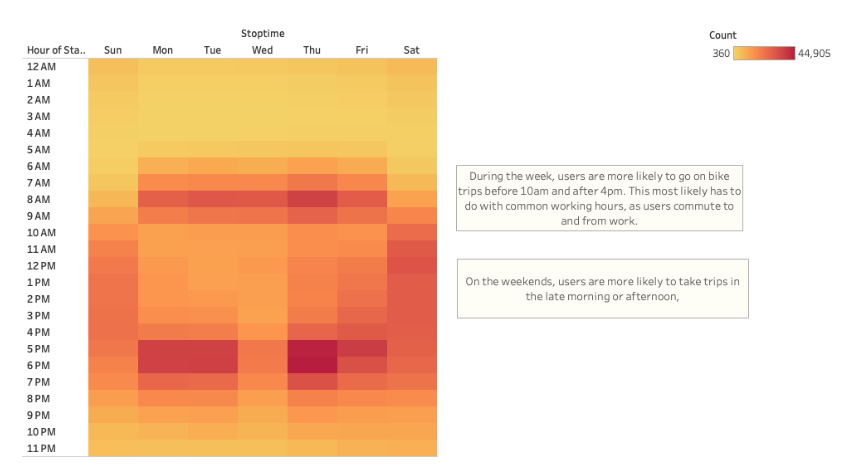 Stoptime
Hour of Sta.. Sun Mon Tue Wed Thu Fri Sat
12 AM
1 AM
2 AM
3 AM
4 AM
5 AM
6 AM
7 AM
8 AM
9 AM
10 AM
11 AM
12 PM
1 PM
2 PM
3 PM
4 PM
5 PM
6 PM
7 PM
8 PM
9 PM
10 PM
11 PM
Count
360 44,905
During the week, users are more likely to go on bike
trips before 10am and after 4pm. This most likely has to
do with common working hours, as users commute to
and from work.
On the weekends, users are more likely to take trips in
the late morning or afternoon,